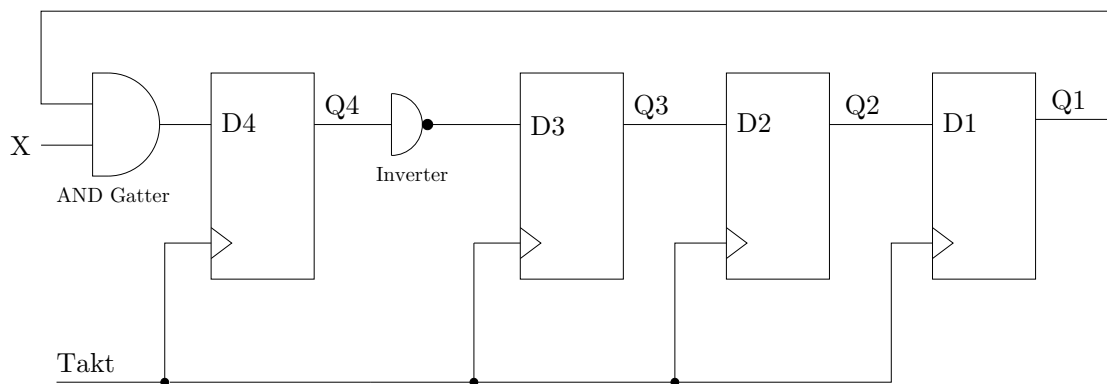 Q4
Q3
Q2
Q1
D4
D3
D2
D1
X
Inverter
AND Gatter
Takt